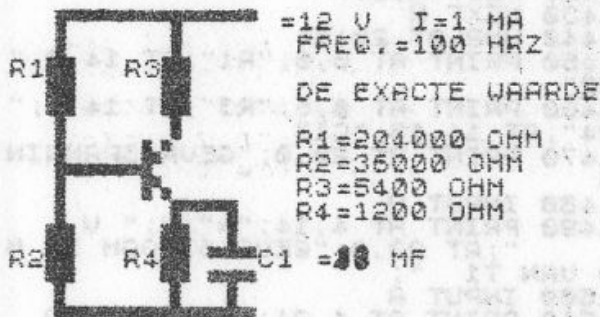 =12 V I=1 MA
FREQ.=100 HRZ
R1 R3
DE EXACTE WAARDE
R1=204000 OHM
R2=36000 OHM
R3=5400 OHM
R4=1200 OHM
R2 R4 C1 = MF